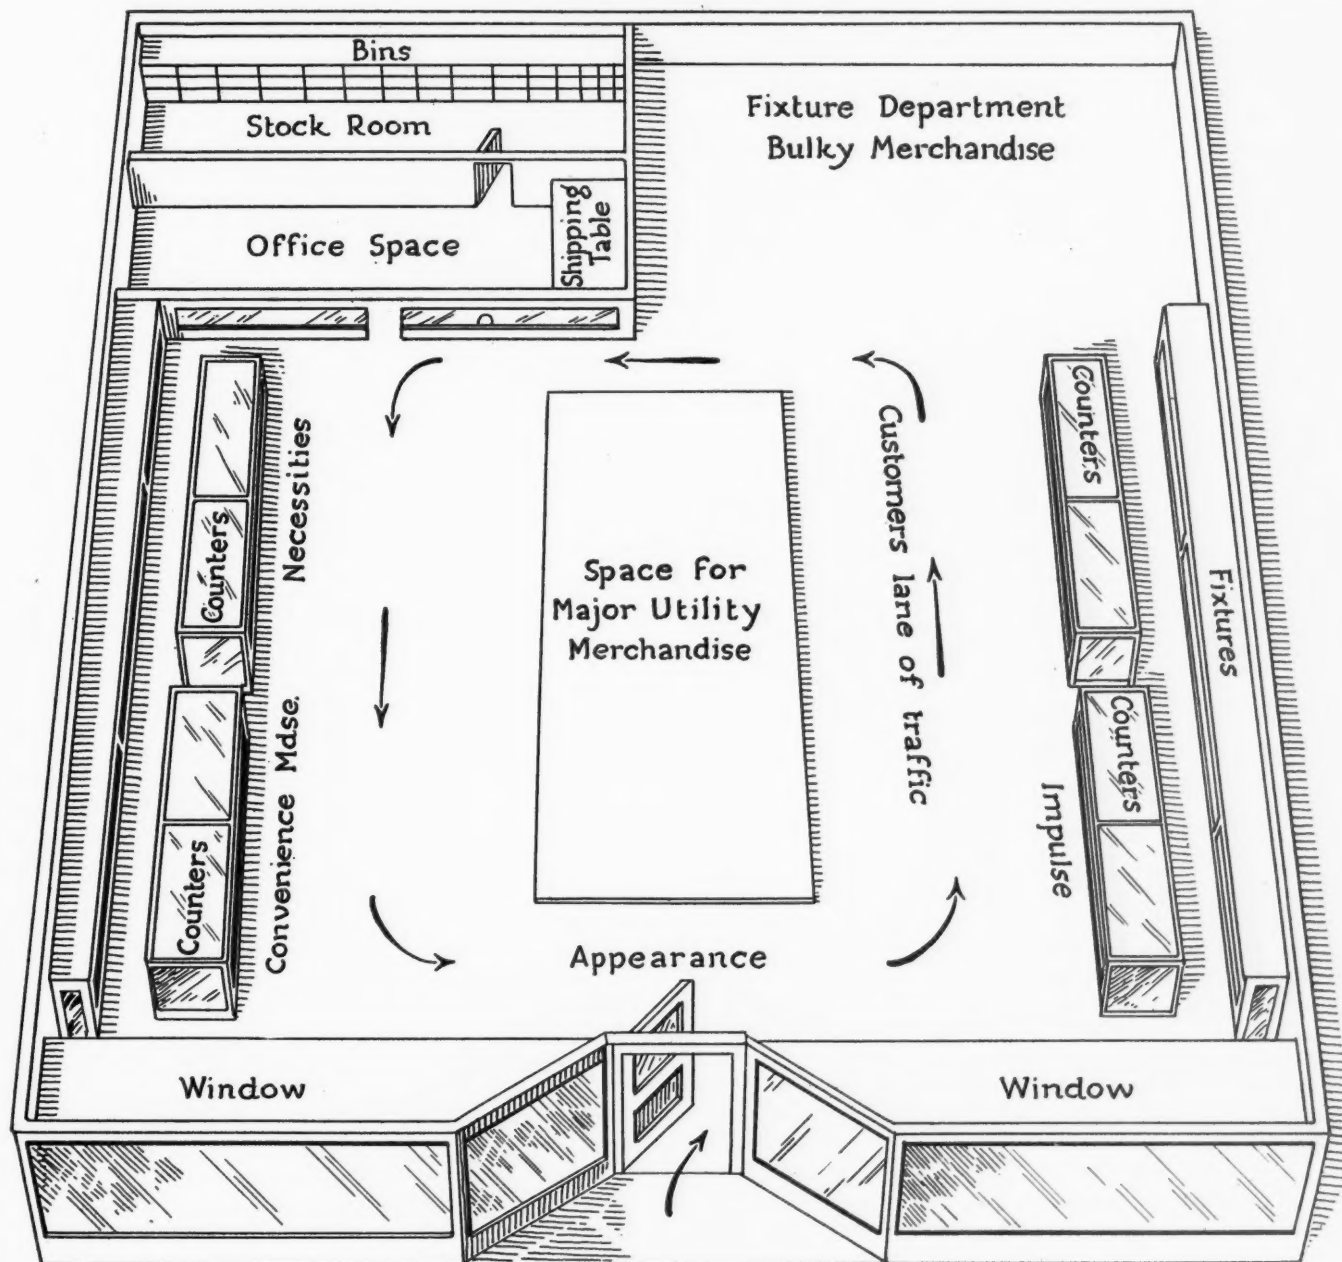 Bins
Stock Room
Fixture Department
Bulky Merchandise
Office Space
Shipping
Table
Necessities
Counters
Convenience Mdse.
Counters
Space for
Major Utility
Merchandise
Customers lane of traffic
Counters
Counters
Fixtures
Impulse
Appearance
Window
Window